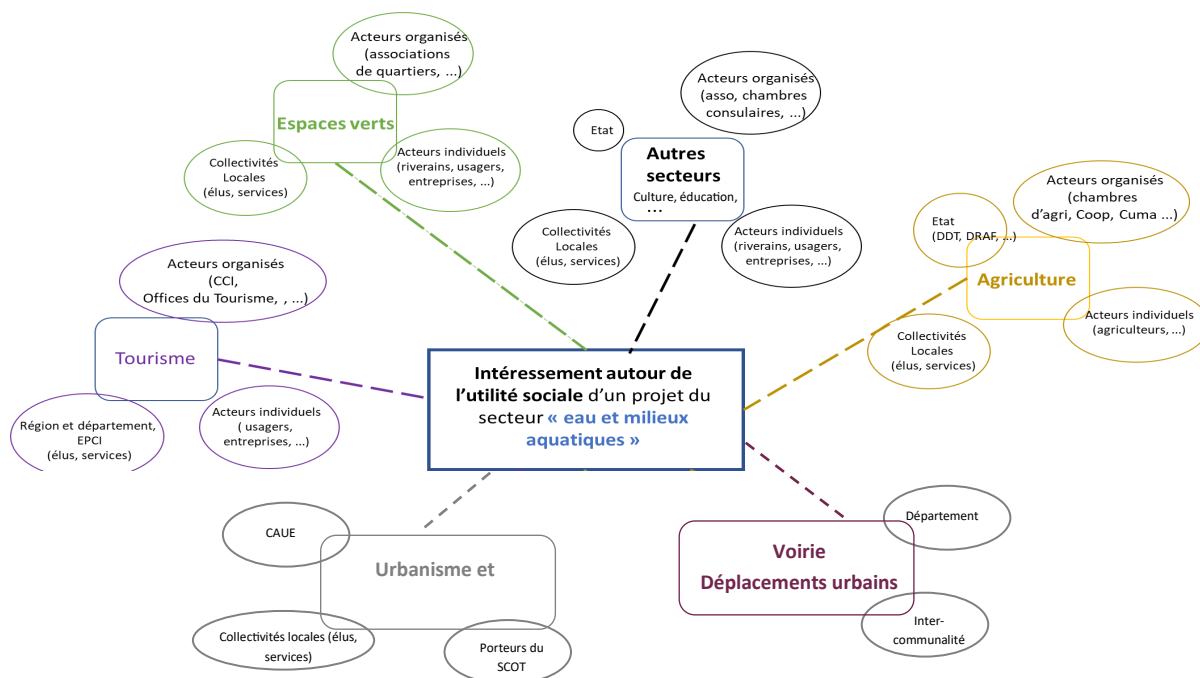 Acteurs organisés
(associations
de quartiers, ...)
Espaces verts
Collectivités
Locales
(élus, services)
Acteurs individuels
(riverains, usagers,
entreprises, ...)
Acteurs organisés
(asso, chambres
consulaires, ...)
Etat
Autres
secteurs
Culture, éducation,
...
Collectivités
Locales
(élus, services)
Acteurs individuels
(riverains, usagers,
entreprises, ...)
Acteurs organisés
(chambres
d'agri, Coop, Cuma ...)
Etat
(DDT, DRAF, ...)
Agriculture
Acteurs individuels
(agriculteurs, ...)
Collectivités
Locales
(élus, services)
Acteurs organisés
(CCI,
Offices du Tourisme, , ...)
Tourisme
Région et département,
EPCI
(élus, services)
Acteurs individuels
( usagers,
entreprises, ...)
Intéressement autour de
l'utilité sociale d'un projet du
secteur « eau et milieux
aquatiques »
CAUE
Urbanisme et
Collectivités locales (élus,
services)
Porteurs du
SCOT
Département
Voirie
Déplacements urbains
Inter-
communalité